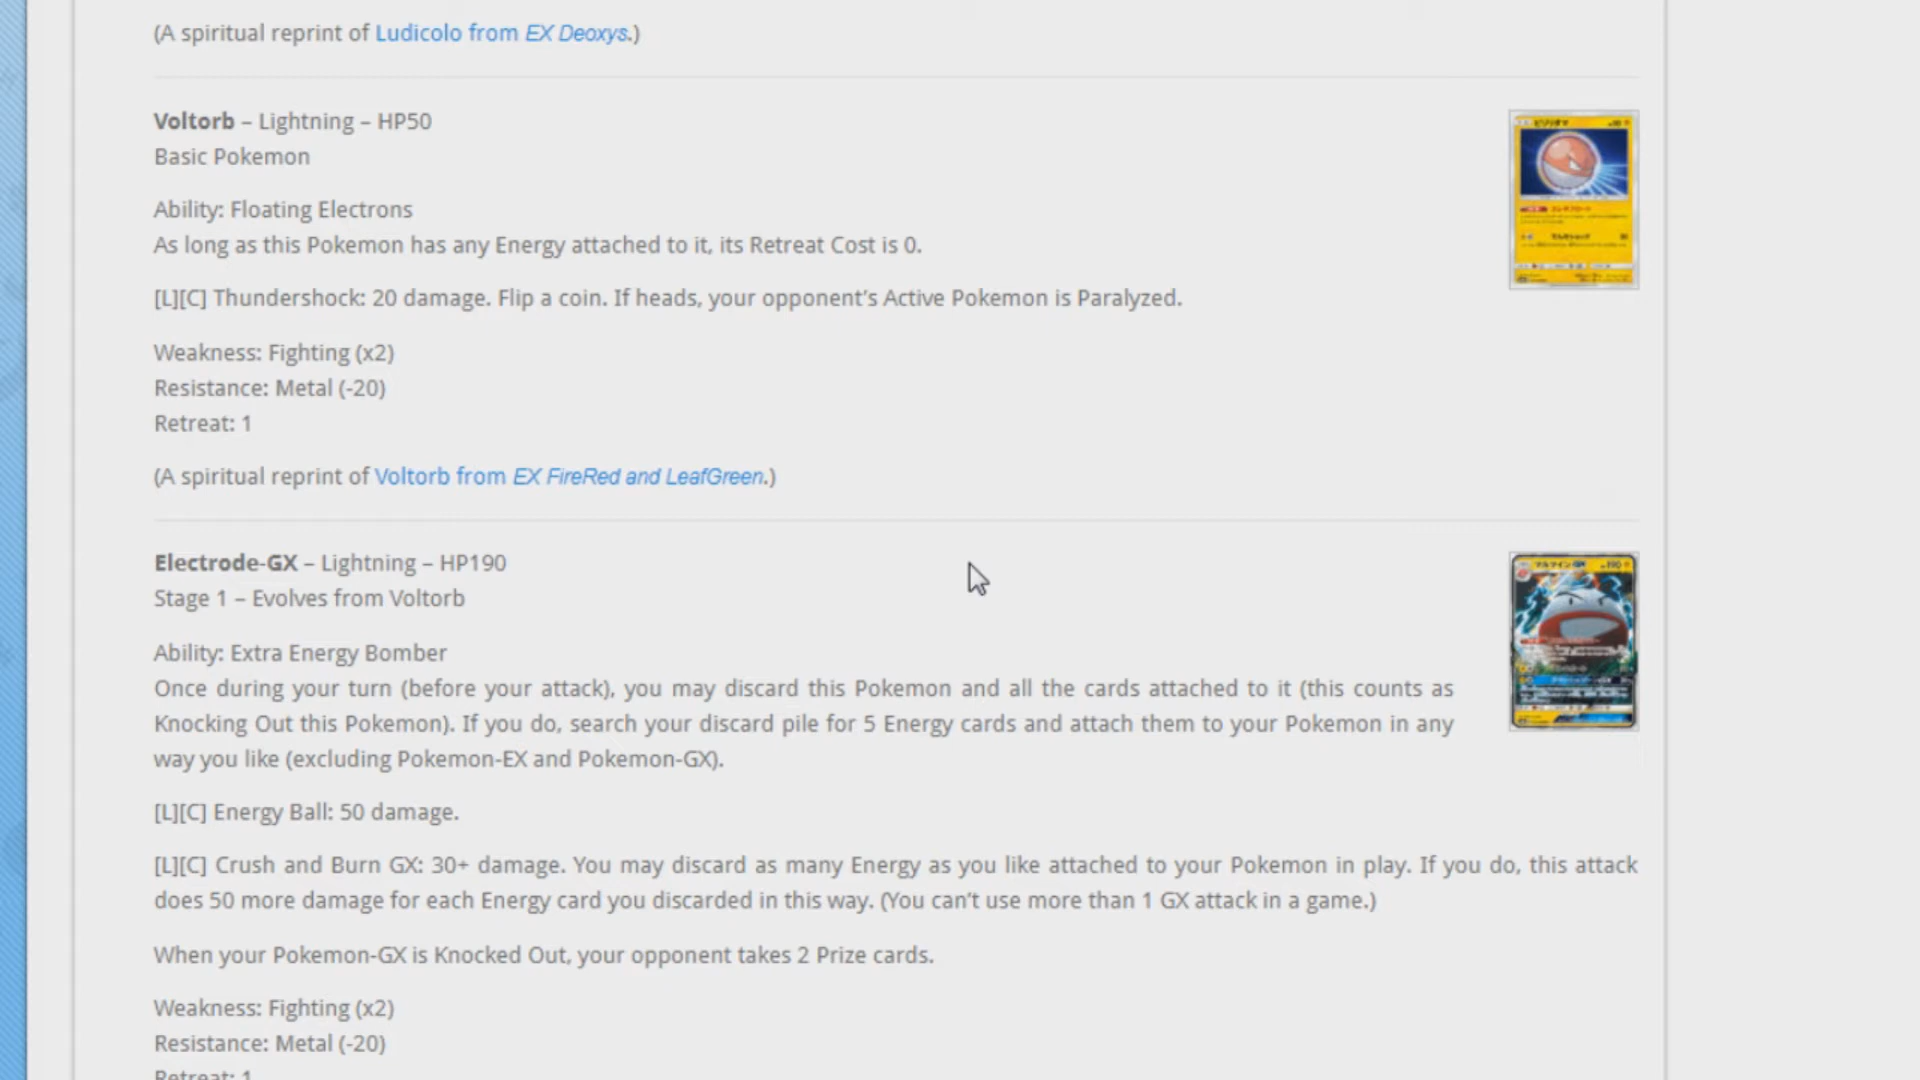 (A spiritual reprint of Ludicolo from EX Deoxys.)
Voltorb – Lightning – HP50
Basic Pokemon
Ability: Floating Electrons
As long as this Pokemon has any Energy attached to it, its Retreat Cost is 0.
[L][C] Thundershock: 20 damage. Flip a coin. If heads, your opponent’s Active Pokemon is Paralyzed.
Weakness: Fighting (x2)
Resistance: Metal (-20)
Retreat: 1
(A spiritual reprint of Voltorb from EX FireRed and LeafGreen.)
Electrode-GX – Lightning – HP190
Stage 1 – Evolves from Voltorb
Ability: Extra Energy Bomber
Once during your turn (before your attack), you may discard this Pokemon and all the cards attached to it (this counts as
Knocking Out this Pokemon). If you do, search your discard pile for 5 Energy cards and attach them to your Pokemon in any
way you like (excluding Pokemon-EX and Pokemon-GX).
[L][C] Energy Ball: 50 damage.
[L][C] Crush and Burn GX: 30+ damage. You may discard as many Energy as you like attached to your Pokemon in play. If you do, this attack
does 50 more damage for each Energy card you discarded in this way. (You can’t use more than 1 GX attack in a game.)
When your Pokemon-GX is Knocked Out, your opponent takes 2 Prize cards.
Weakness: Fighting (x2)
Resistance: Metal (-20)
Retreat: 1